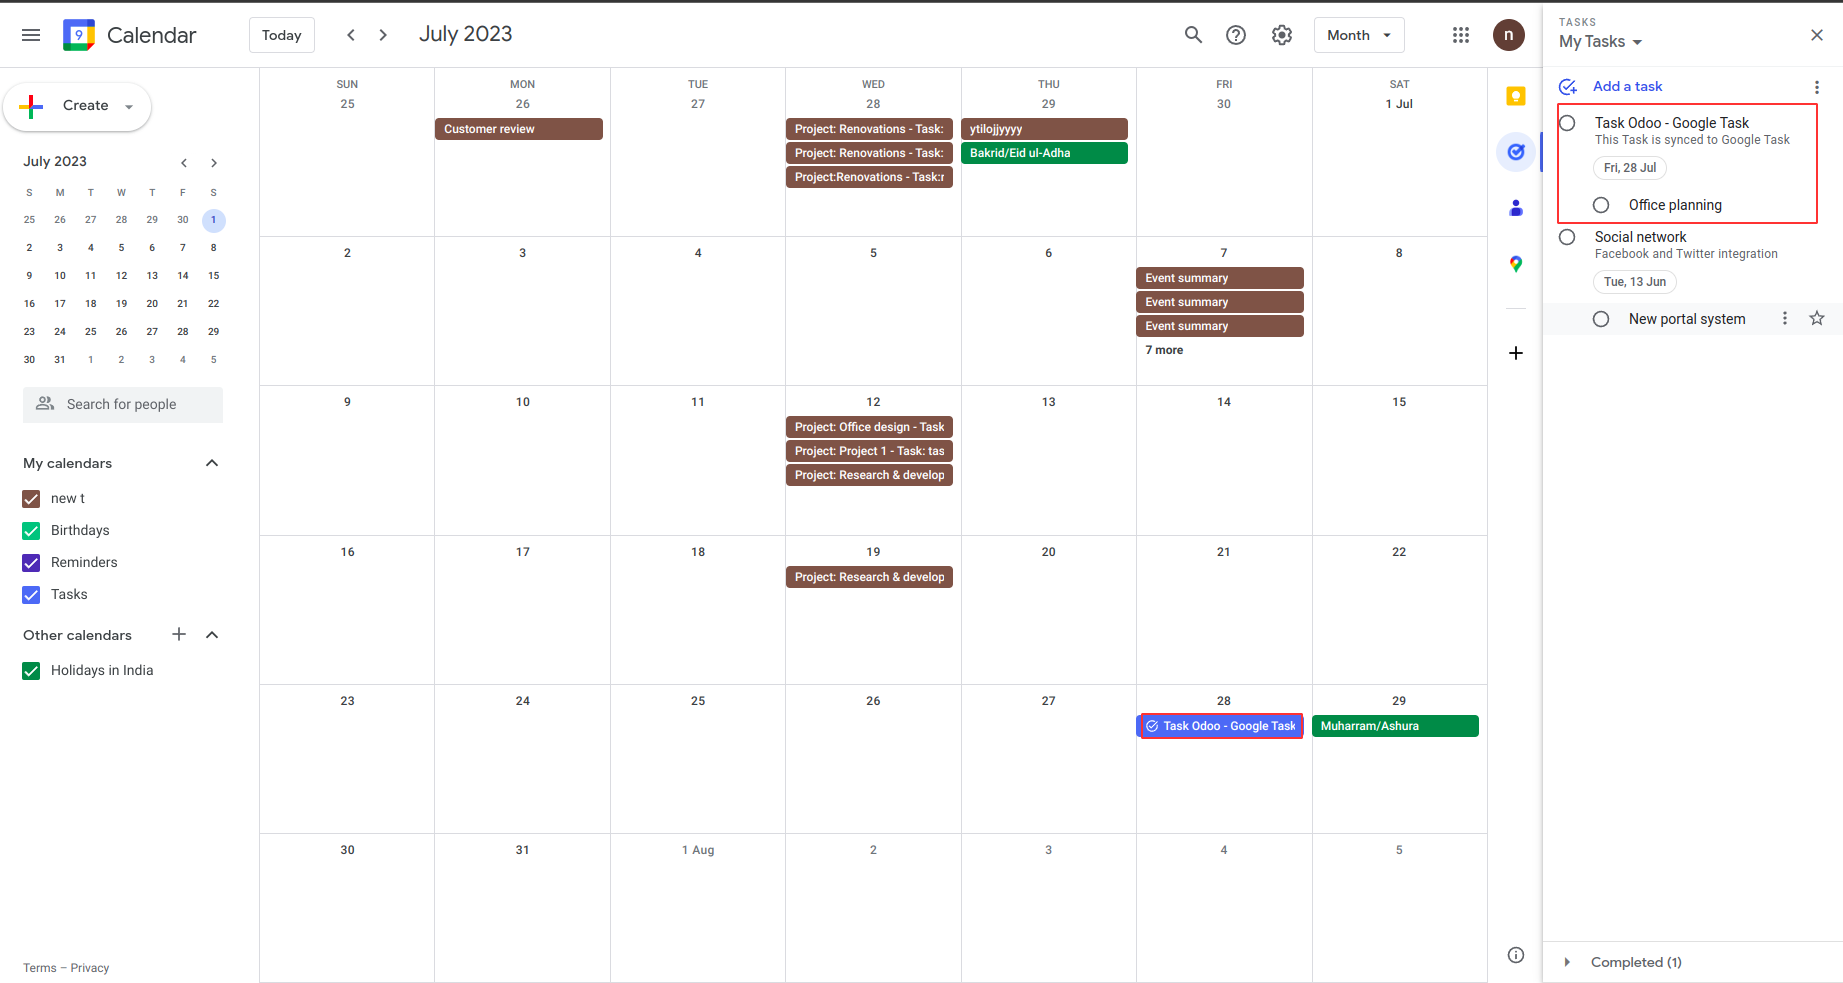 9 Calendar
Today
July 2023
Month
n
TASKS
My Tasks
Create
July 2023
S M T W T F S
25 26 27 28 29 30 1
2 3 4 5 6 7 8
9 10 11 12 13 14 15
16 17 18 19 20 21 22
23 24 25 26 27 28 29
30 31 1 2 3 4 5
Search for people
My calendars
new t
Birthdays
Reminders
Tasks
Other calendars
Holidays in India
Terms – Privacy
SUN MON TUE WED THU FRI SAT
25 26 27 28 29 30 1 Jul
Customer review
Project: Renovations - Task:
Project: Renovations - Task:
Project:Renovations - Task:r
ytilojjyyyy
Bakrid/Eid ul-Adha
2 3 4 5 6 7 8
Event summary
Event summary
Event summary
7 more
9 10 11 12 13 14 15
Project: Office design - Task
Project: Project 1 - Task: tas
Project: Research & develop
16 17 18 19 20 21 22
Project: Research & develop
23 24 25 26 27 28 29
Task Odoo - Google Task
Muharram/Ashura
30 31 1 Aug 2 3 4 5
Add a task
Task Odoo - Google Task
This Task is synced to Google Task
Fri, 28 Jul
Office planning
Social network
Facebook and Twitter integration
Tue, 13 Jun
New portal system
Completed (1)